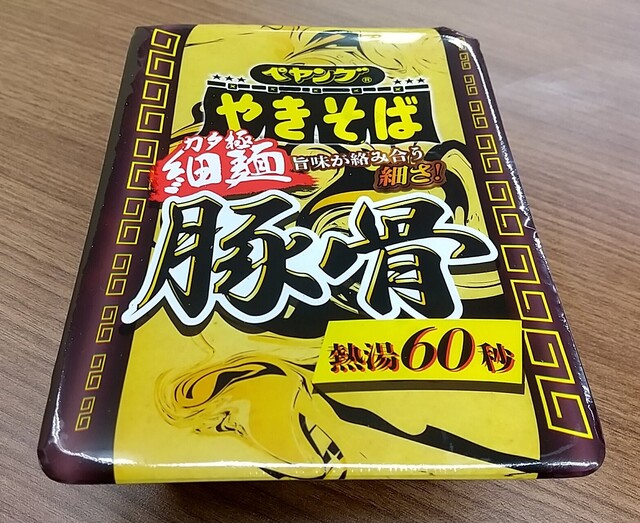 ペヤング®
やきそば
カタ極
細麺
旨味が絡み合う
細さ!
豚骨
熱湯60秒